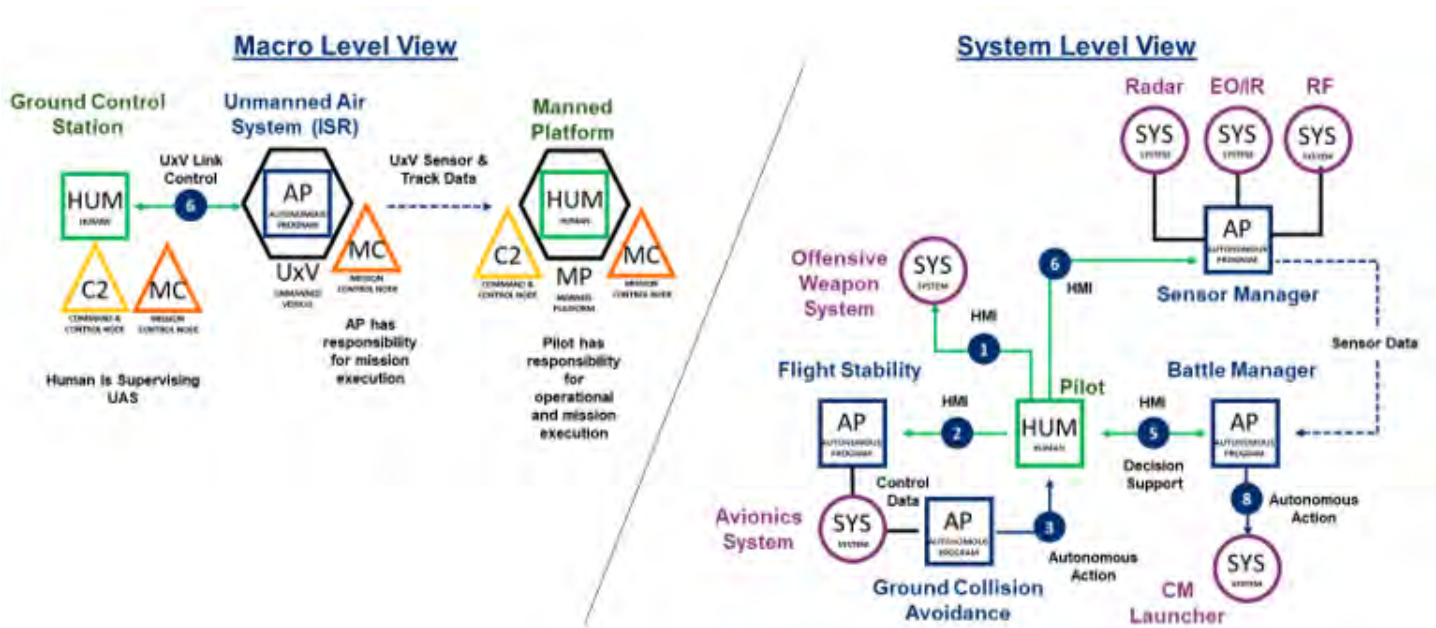 Macro Level View
System Level View
Ground Control
Station
Unmanned Air
System (ISR)
Manned
Platform
UxV Link
Control
UxV Sensor &
Track Data
HUM
HUMAN
6
AP
AUTONOMOUS
PROGRAM
HUM
HUMAN
C2
COMMAND &
CONTROL NODE
MC
MISSION
CONTROL NODE
UxV
UNMANNED
VEHICLE
MC
MISSION
CONTROL NODE
C2
COMMAND &
CONTROL NODE
MP
MANNED
PLATFORM
MC
MISSION
CONTROL NODE
Human Is Supervising
UAS
AP has
responsibility
for mission
execution
Pilot has
responsibility
for
operational
and mission
execution
Radar
EO/IR
RF
SYS
SYSTEM
SYS
SYSTEM
SYS
SYSTEM
AP
AUTONOMOUS
PROGRAM
Sensor Manager
6
HMI
Offensive
Weapon
System
SYS
SYSTEM
HMI
1
Sensor Data
Flight Stability
AP
AUTONOMOUS
PROGRAM
HMI
2
Pilot
HUM
HUMAN
HMI
5
Decision
Support
Battle Manager
AP
AUTONOMOUS
PROGRAM
8
Autonomous
Action
Avionics
System
SYS
SYSTEM
Control
Data
AP
AUTONOMOUS
PROGRAM
3
Autonomous
Action
Ground Collision
Avoidance
SYS
SYSTEM
CM
Launcher